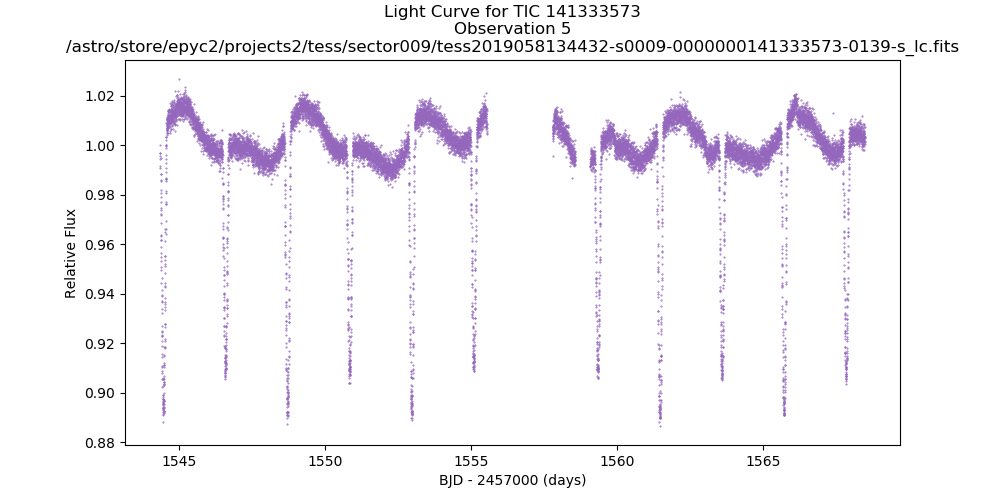 Light Curve for TIC 141333573
Observation 5
/astro/store/epyc2/projects2/tess/sector009/tess2019058134432-s0009-0000000141333573-0139-s_lc.fits
1.02
1.00
0.98
0.96
0.94
0.92
0.90
0.88
Relative Flux
1545
1550
1555
1560
1565
BJD - 2457000 (days)